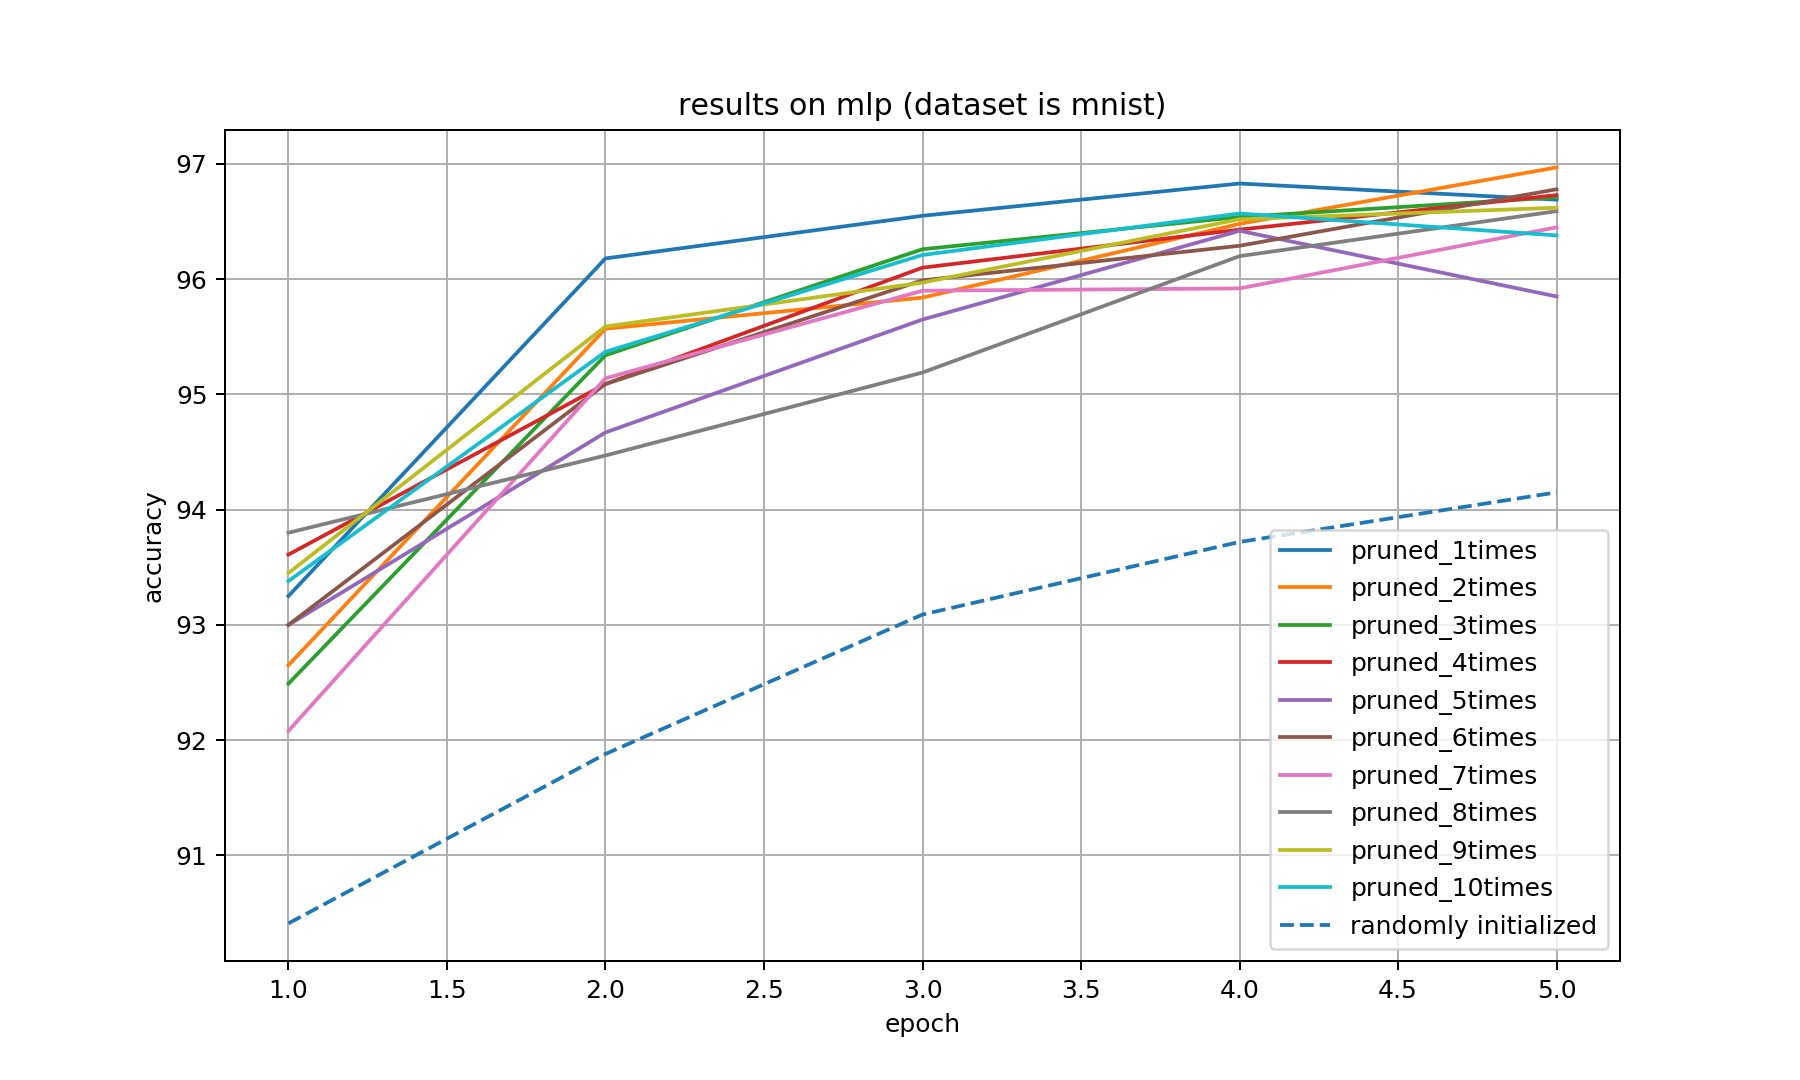 results on mlp (dataset is mnist)
97
96
95
94
93
92
91
accuracy
1.0 1.5 2.0 2.5 3.0 3.5 4.0 4.5 5.0
epoch
pruned_1times
pruned_2times
pruned_3times
pruned_4times
pruned_5times
pruned_6times
pruned_7times
pruned_8times
pruned_9times
pruned_10times
randomly initialized